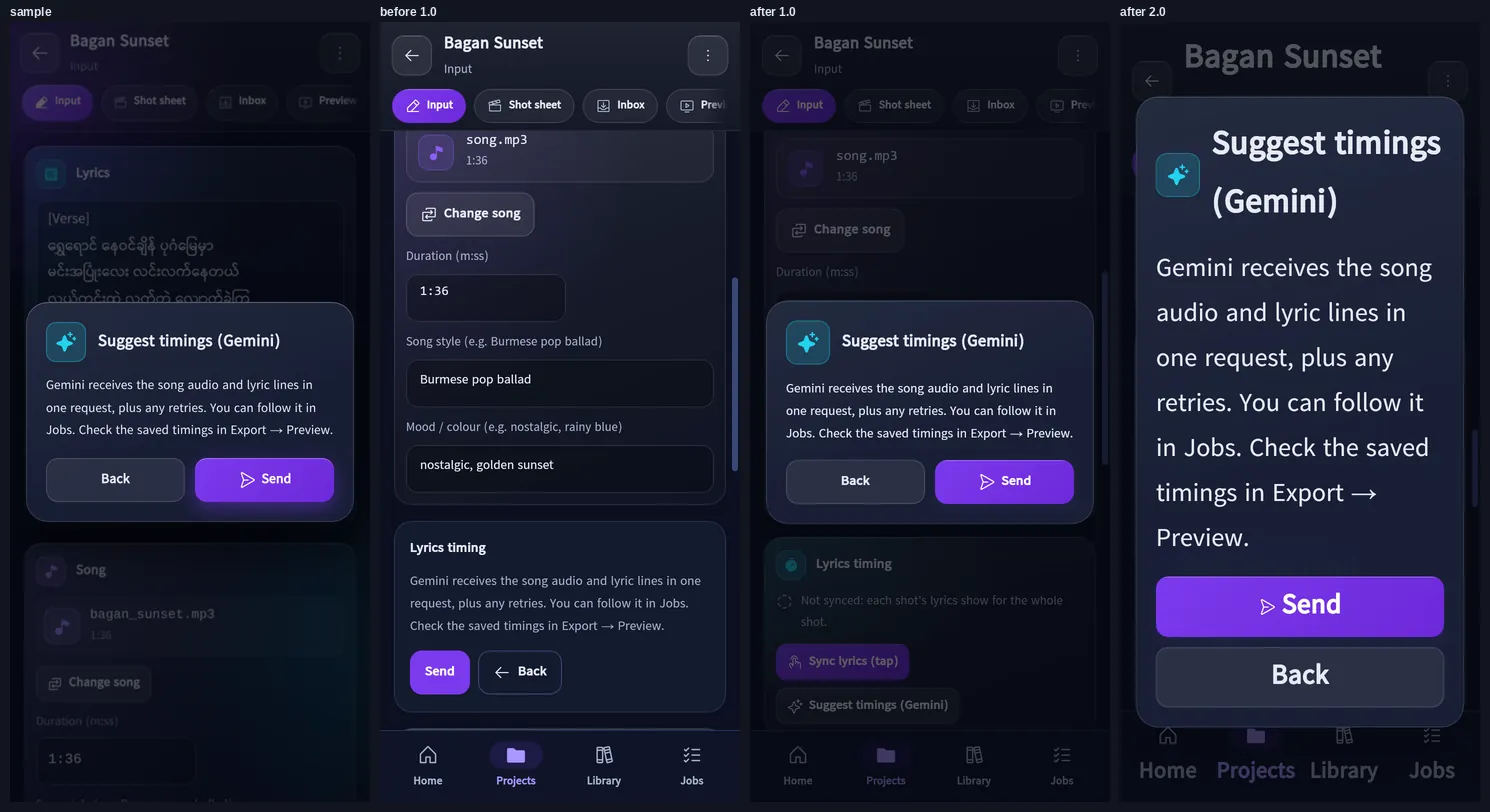 sample
Bagan Sunset
Input
Input
Shot sheet
Inbox
Preview
Lyrics
[Verse]
ရွှေရောင် နေဝင်ချိန် ပုဂံမြေမှာ
မင်းအပြုံးလေး လင်းလက်နေတယ်
Suggest timings (Gemini)
Gemini receives the song audio and lyric lines in
one request, plus any retries. You can follow it in
Jobs. Check the saved timings in Export → Preview.
Back
Send
Song
bagan_sunset.mp3
1:36
Change song
Duration (m:ss)
1:36
before 1.0
Bagan Sunset
Input
Input
Shot sheet
Inbox
Previ
song.mp3
1:36
Change song
Duration (m:ss)
1:36
Song style (e.g. Burmese pop ballad)
Burmese pop ballad
Mood / colour (e.g. nostalgic, rainy blue)
nostalgic, golden sunset
Lyrics timing
Gemini receives the song audio and lyric lines in one
request, plus any retries. You can follow it in Jobs.
Check the saved timings in Export → Preview.
Send
← Back
Home
Projects
Library
Jobs
after 1.0
Bagan Sunset
Input
Input
Shot sheet
Inbox
Previ
song.mp3
1:36
Change song
Duration (m:ss)
Suggest timings (Gemini)
Gemini receives the song audio and lyric lines in
one request, plus any retries. You can follow it in
Jobs. Check the saved timings in Export → Preview.
Back
Send
Lyrics timing
Not synced: each shot's lyrics show for the whole
shot.
Sync lyrics (tap)
Suggest timings (Gemini)
Home
Projects
Library
Jobs
after 2.0
Bagan Sunset
Suggest timings
(Gemini)
Gemini receives the song
audio and lyric lines in
one request, plus any
retries. You can follow it
in Jobs. Check the saved
timings in Export →
Preview.
Send
Back
Home
Projects
Library
Jobs